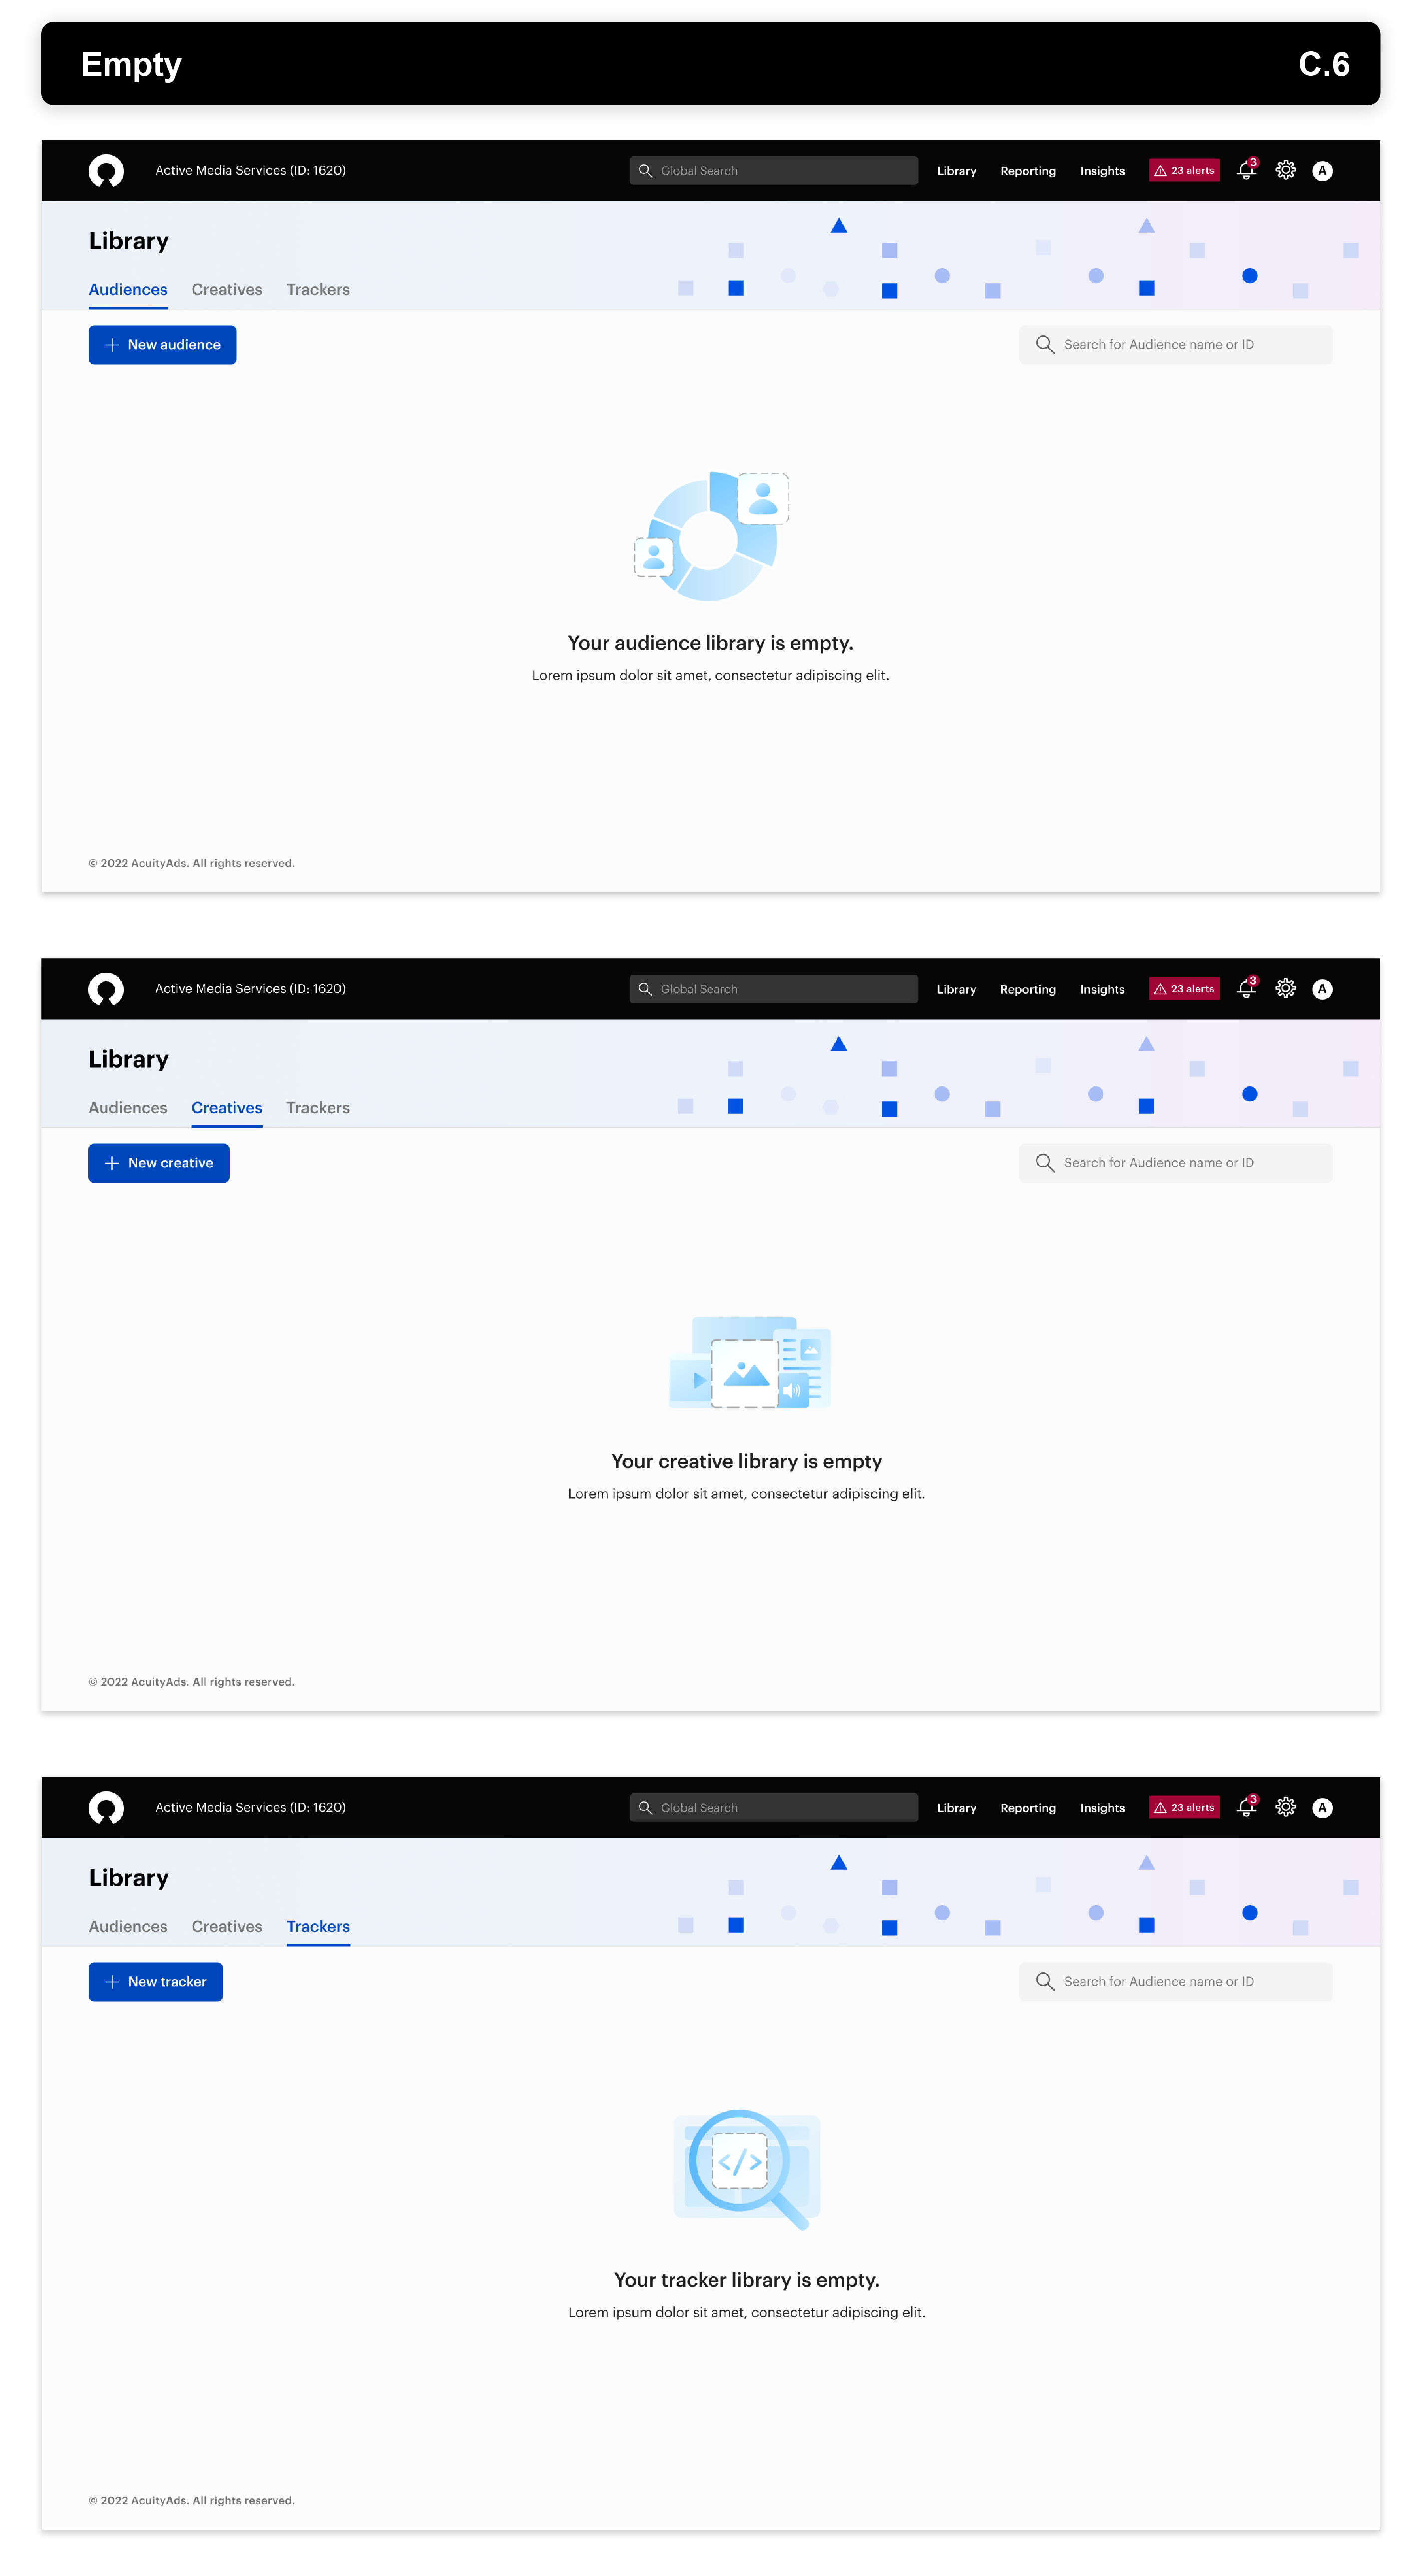 Empty C.6
Active Media Services (ID: 1620) Global Search Library Reporting Insights 23 alerts 3 A
Library
Audiences Creatives Trackers
New audience Search for Audience name or ID
Your audience library is empty.
Lorem ipsum dolor sit amet, consectetur adipiscing elit.
© 2022 AcuityAds. All rights reserved.
Active Media Services (ID: 1620) Global Search Library Reporting Insights 23 alerts 3 A
Library
Audiences Creatives Trackers
New creative Search for Audience name or ID
Your creative library is empty
Lorem ipsum dolor sit amet, consectetur adipiscing elit.
© 2022 AcuityAds. All rights reserved.
Active Media Services (ID: 1620) Global Search Library Reporting Insights 23 alerts 3 A
Library
Audiences Creatives Trackers
New tracker Search for Audience name or ID
</>
Your tracker library is empty.
Lorem ipsum dolor sit amet, consectetur adipiscing elit.
© 2022 AcuityAds. All rights reserved.